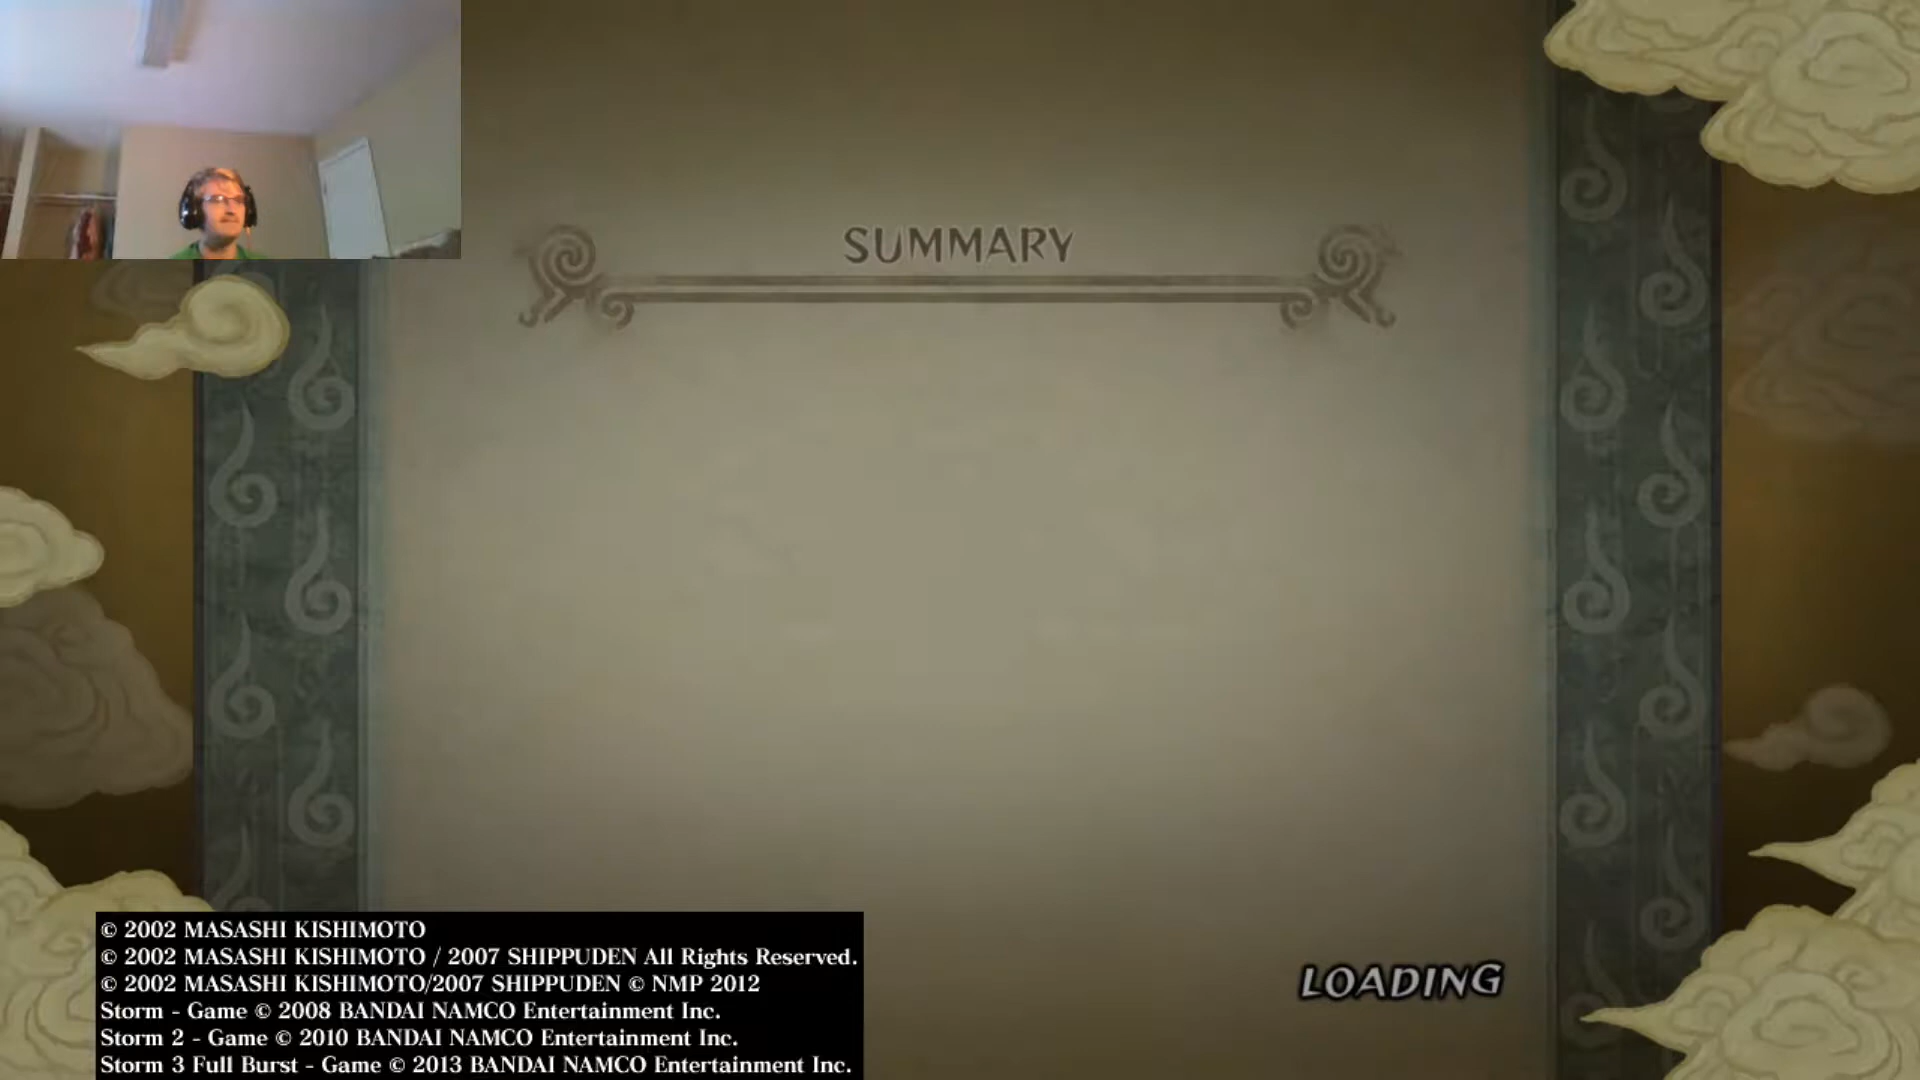 SUMMARY
© 2002 MASASHI KISHIMOTO
© 2002 MASASHI KISHIMOTO / 2007 SHIPPUDEN All Rights Reserved.
© 2002 MASASHI KISHIMOTO/2007 SHIPPUDEN © NMP 2012
Storm - Game © 2008 BANDAI NAMCO Entertainment Inc.
Storm 2 - Game © 2010 BANDAI NAMCO Entertainment Inc.
Storm 3 Full Burst - Game © 2013 BANDAI NAMCO Entertainment Inc.
LOADING